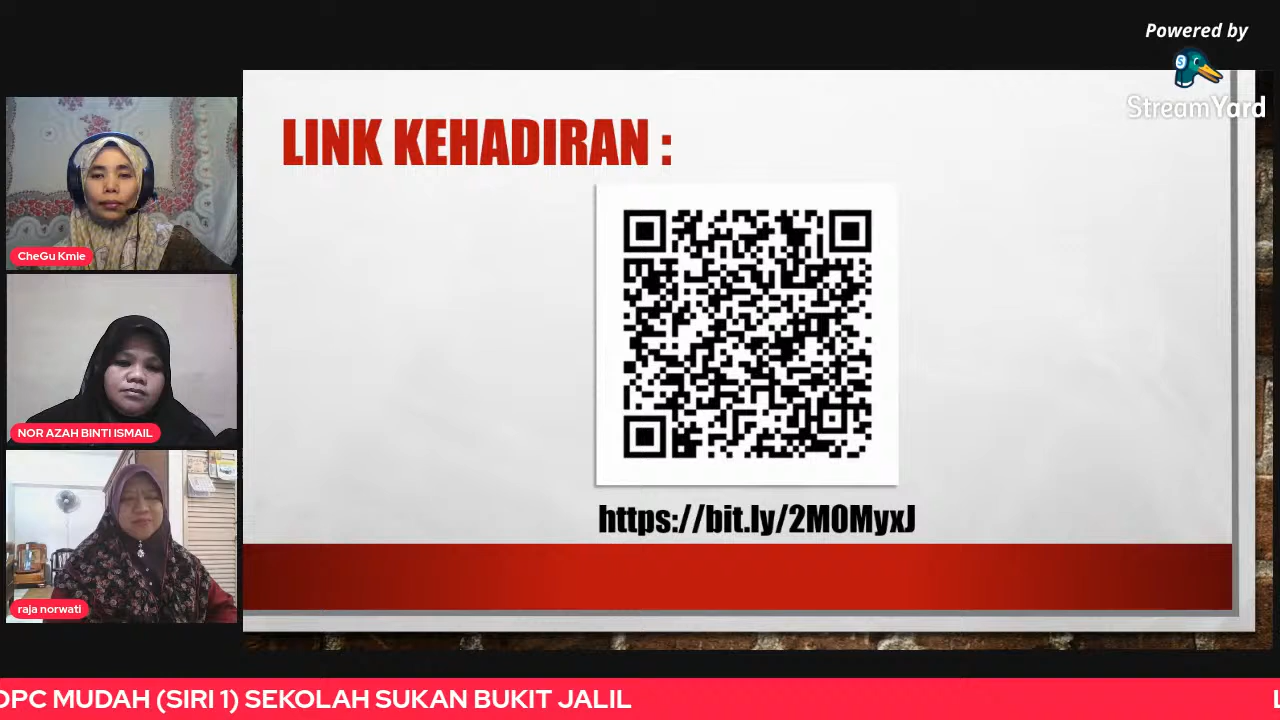 Powered by
StreamYard
LINK KEHADIRAN :
https://bit.ly/2M0MyxJ
CheGu Kmie
NOR AZAH BINTI ISMAIL
raja norwati
OPC MUDAH (SIRI 1) SEKOLAH SUKAN BUKIT JALIL